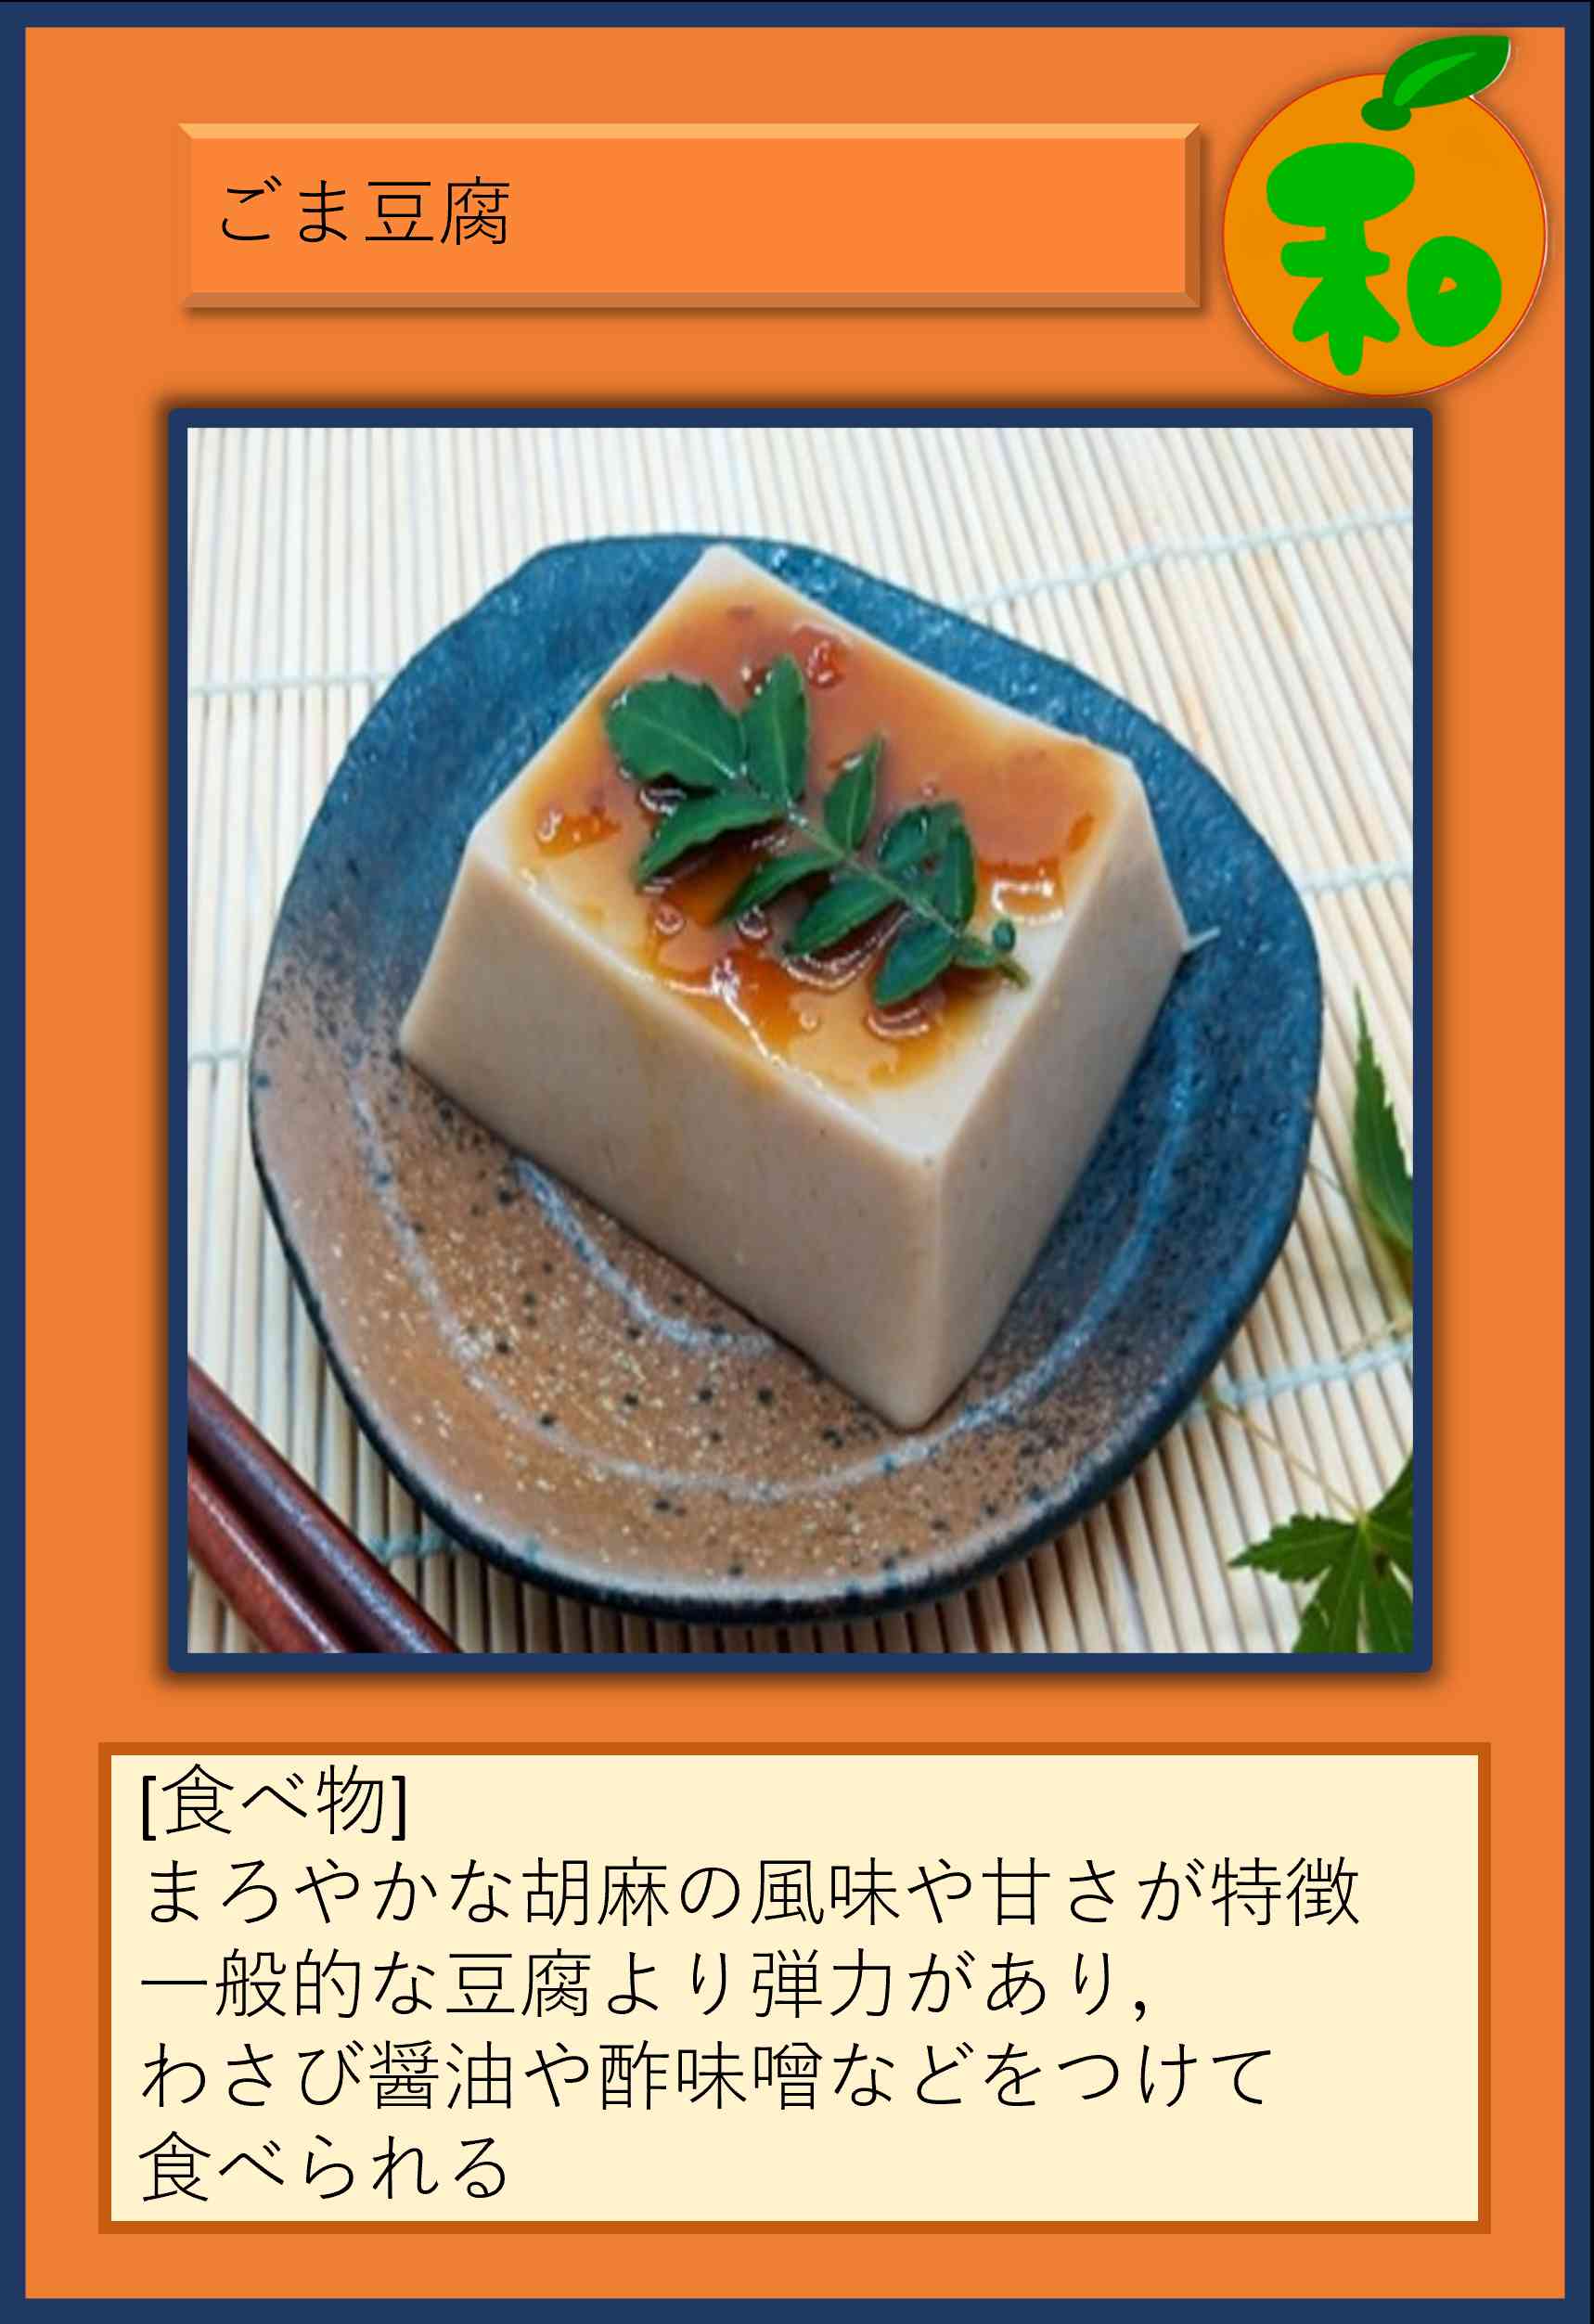 ごま豆腐
和
[食べ物]
まろやかな胡麻の風味や甘さが特徴
一般的な豆腐より弾力があり,
わさび醤油や酢味噌などをつけて
食べられる